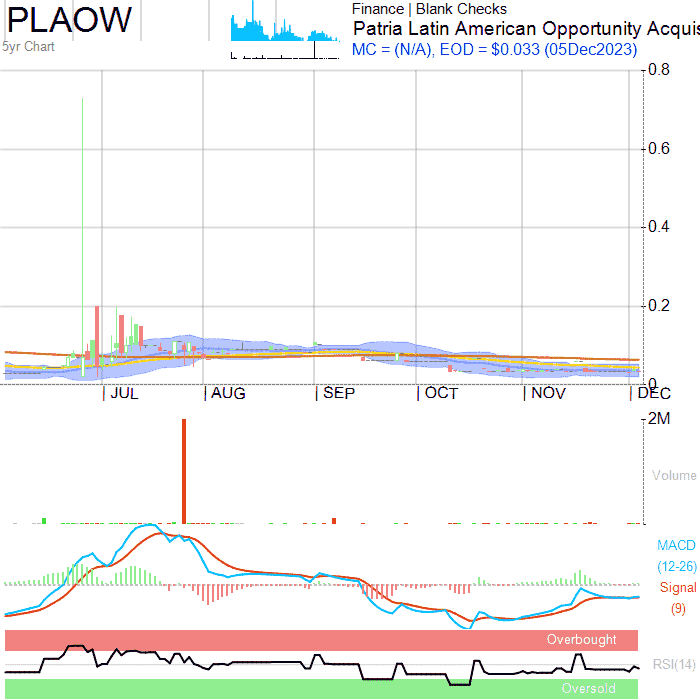 PLAOW
5yr Chart
Finance | Blank Checks
Patria Latin American Opportunity Acquis
MC = (N/A), EOD = $0.033 (05Dec2023)
0.8
0.6
0.4
0.2
0
JUL AUG SEP OCT NOV DEC
2M
Volume
MACD
(12-26)
Signal
(9)
Overbought
RSI(14)
Oversold